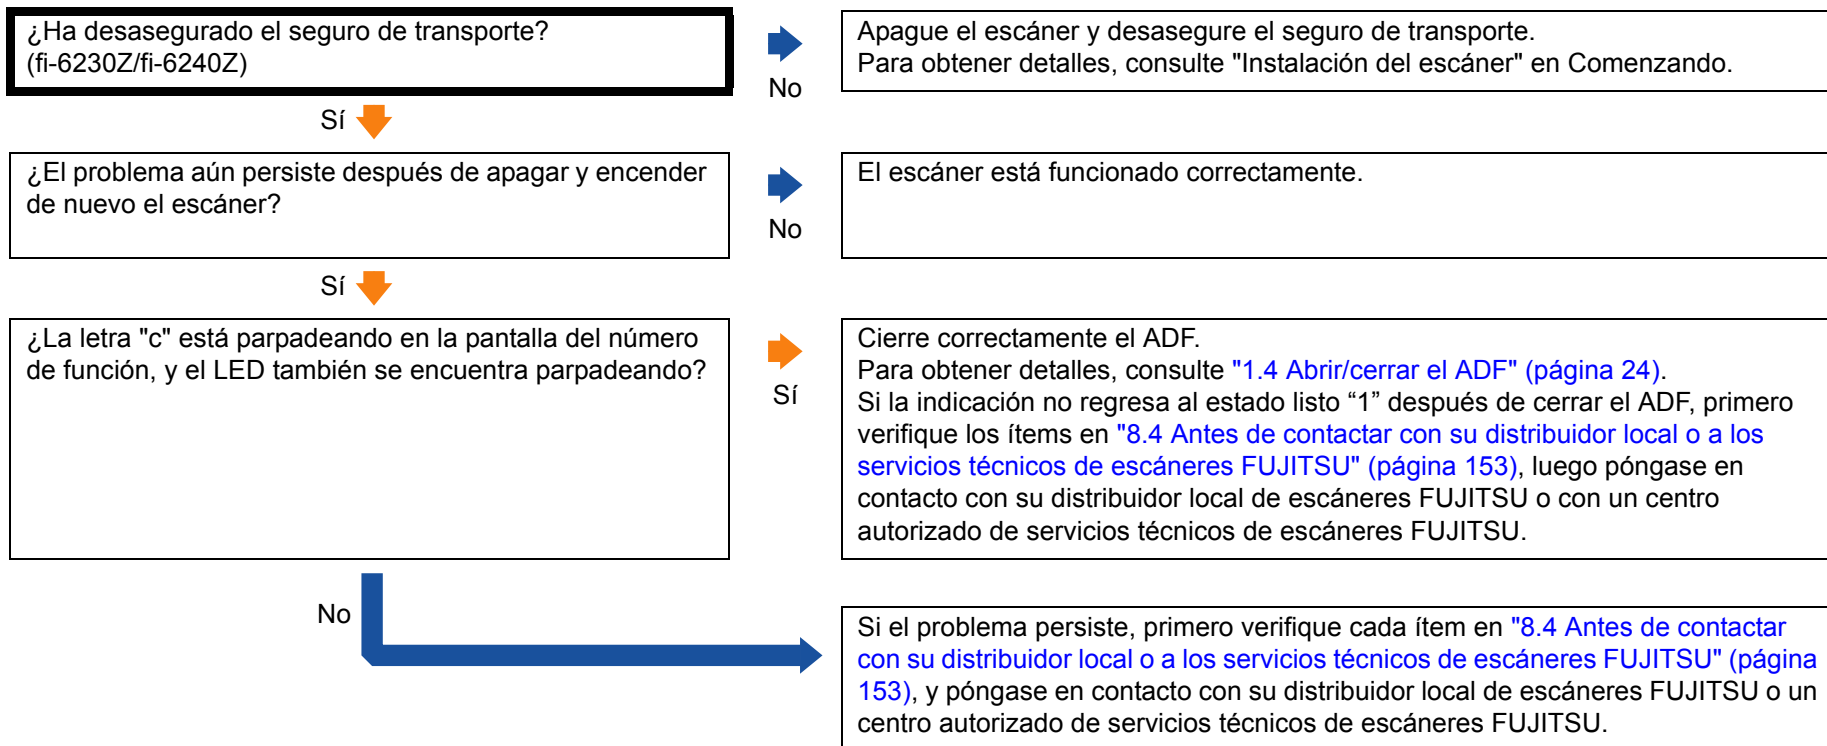 ¿Ha desasegurado el seguro de transporte?
(fi-6230Z/fi-6240Z)
No
Apague el escáner y desasegure el seguro de transporte.
Para obtener detalles, consulte "Instalación del escáner" en Comenzando.
Sí
¿El problema aún persiste después de apagar y encender
de nuevo el escáner?
No
El escáner está funcionado correctamente.
Sí
¿La letra "c" está parpadeando en la pantalla del número
de función, y el LED también se encuentra parpadeando?
Sí
Cierre correctamente el ADF.
Para obtener detalles, consulte "1.4 Abrir/cerrar el ADF" (página 24).
Si la indicación no regresa al estado listo “1” después de cerrar el ADF, primero
verifique los ítems en "8.4 Antes de contactar con su distribuidor local o a los
servicios técnicos de escáneres FUJITSU" (página 153), luego póngase en
contacto con su distribuidor local de escáneres FUJITSU o con un centro
autorizado de servicios técnicos de escáneres FUJITSU.
No
Si el problema persiste, primero verifique cada ítem en "8.4 Antes de contactar
con su distribuidor local o a los servicios técnicos de escáneres FUJITSU" (página
153), y póngase en contacto con su distribuidor local de escáneres FUJITSU o un
centro autorizado de servicios técnicos de escáneres FUJITSU.